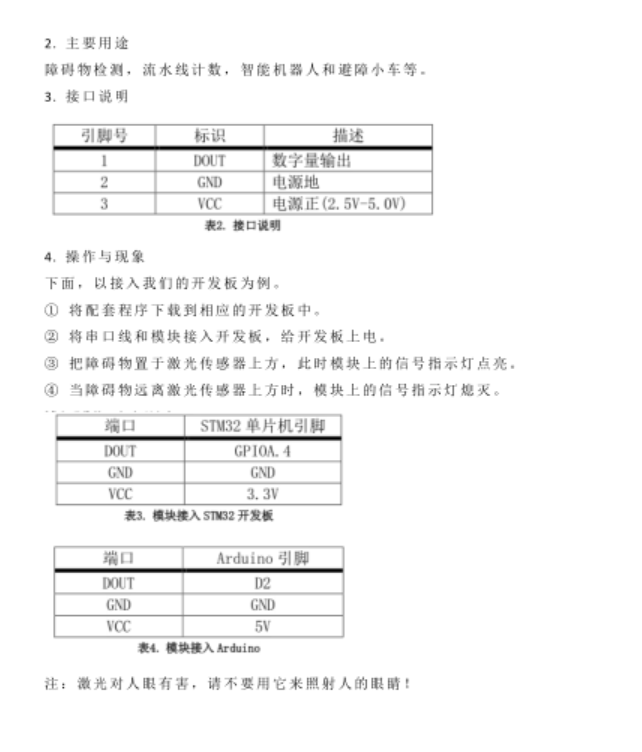 2. 主要用途
障碍物检测，流水线计数，智能机器人和避障小车等。
3. 接口说明
引脚号 标识 描述
1 DOUT 数字量输出
2 GND 电源地
3 VCC 电源正(2.5V-5.0V)
表2. 接口说明
4. 操作与现象
下面，以接入我们的开发板为例。
① 将配套程序下载到相应的开发板中。
② 将串口线和模块接入开发板，给开发板上电。
③ 把障碍物置于激光传感器上方，此时模块上的信号指示灯点亮。
④ 当障碍物远离激光传感器上方时，模块上的信号指示灯熄灭。
端口 STM32 单片机引脚
DOUT GPIOA.4
GND GND
VCC 3.3V
表3. 模块接入 STM32 开发板
端口 Arduino 引脚
DOUT D2
GND GND
VCC 5V
表4. 模块接入 Arduino
注：激光对人眼有害，请不要用它来照射人的眼睛！